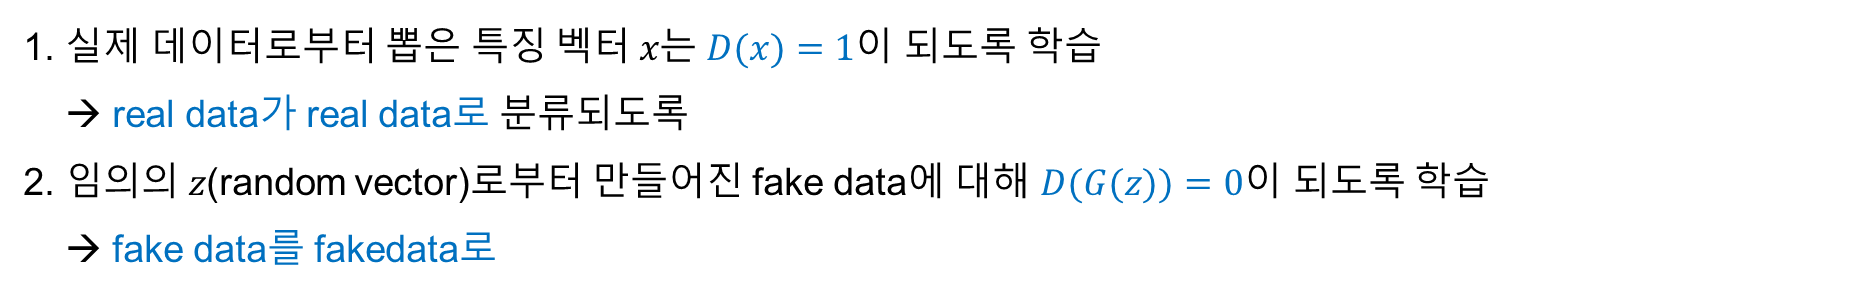 1. 실제 데이터로부터 뽑은 특징 벡터 x는 D(x) = 1이 되도록 학습
→ real data가 real data로 분류되도록
2. 임의의 z(random vector)로부터 만들어진 fake data에 대해 D(G(z)) = 0이 되도록 학습
→ fake data를 fakedata로